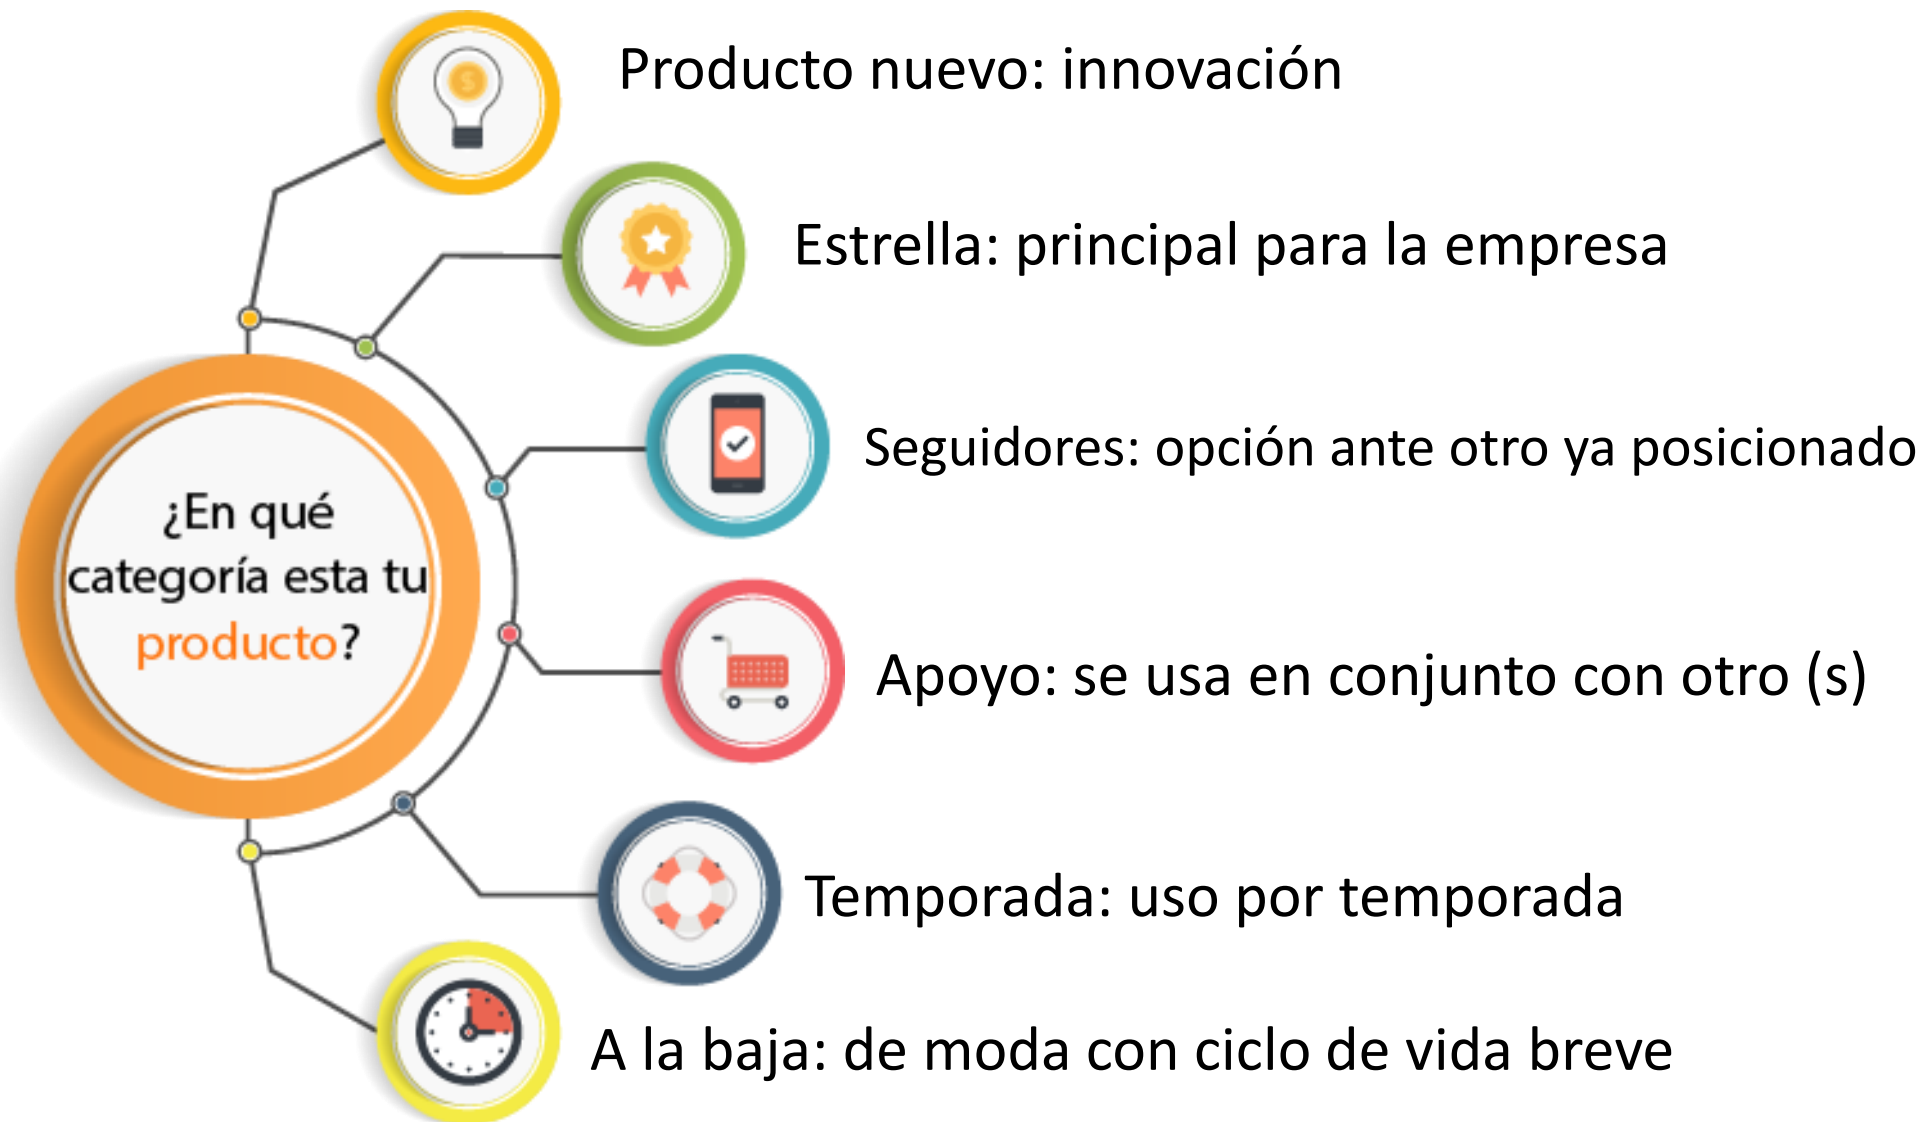 Producto nuevo: innovación
Estrella: principal para la empresa
Seguidores: opción ante otro ya posicionado
¿En qué
categoría esta tu
producto?
Apoyo: se usa en conjunto con otro (s)
Temporada: uso por temporada
A la baja: de moda con ciclo de vida breve